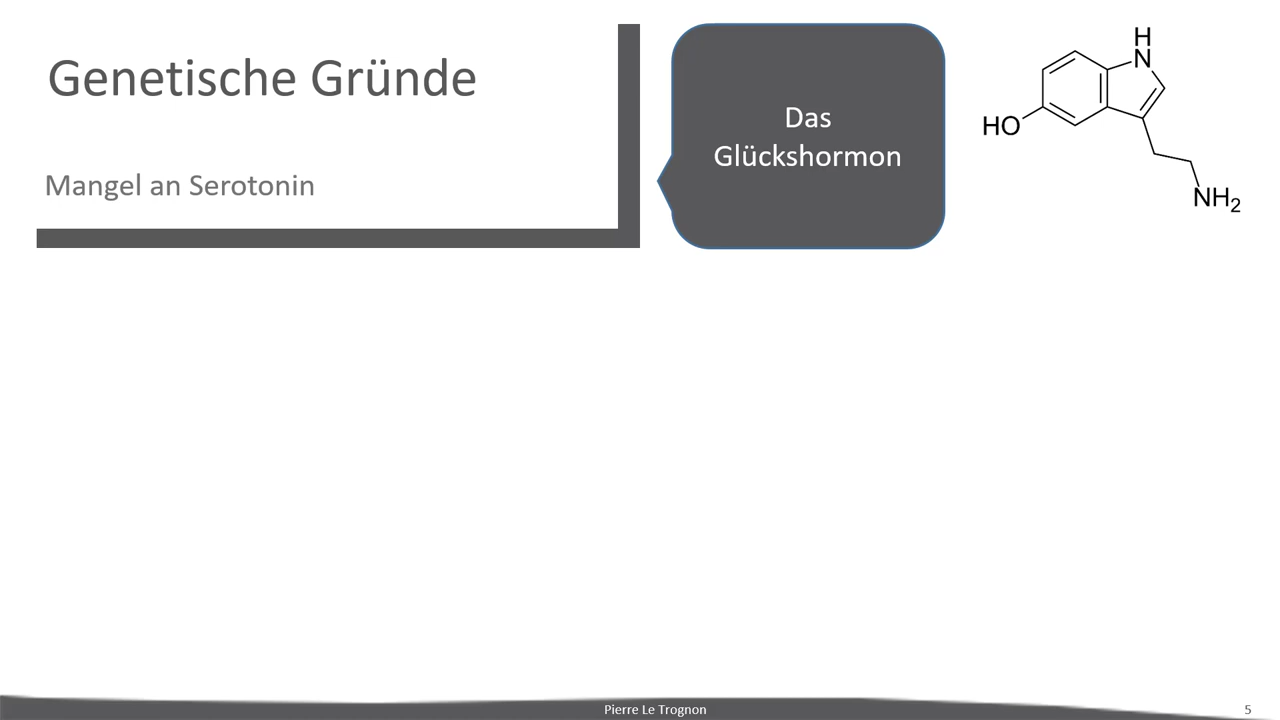 Genetische Gründe
Mangel an Serotonin
Das
Glückshormon
H
N
HO
NH2
Pierre Le Trognon
5